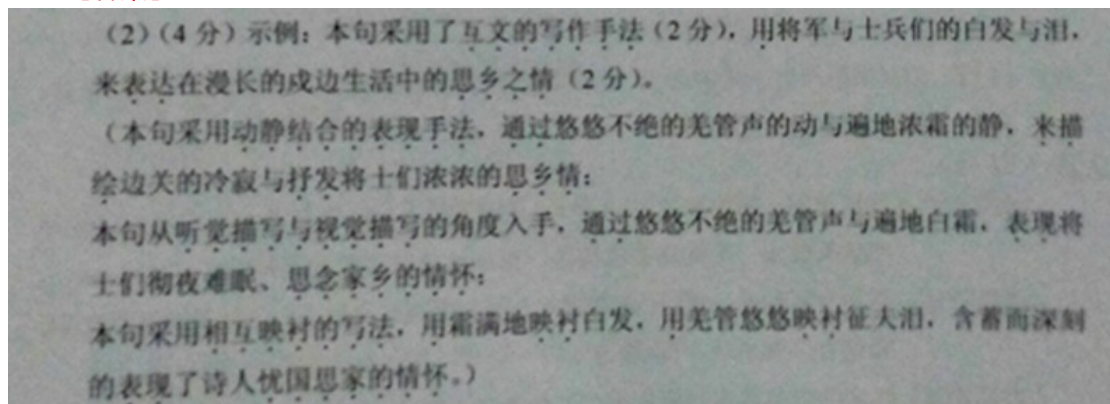 （2）（4分）示例：本句采用了互文的写作手法（2分），用将军与士兵们的白发与泪，
来表达在漫长的戍边生活中的思乡之情（2分）。
（本句采用动静结合的表现手法，通过悠悠不绝的羌管声的动与遍地浓霜的静，来描
绘边关的冷寂与抒发将士们浓浓的思乡情；
本句从听觉描写与视觉描写的角度入手，通过悠悠不绝的羌管声与遍地白霜，表现将
士们彻夜难眠、思念家乡的情怀；
本句采用相互映衬的写法，用霜满地映衬白发，用羌管悠悠映衬征夫泪，含蓄而深刻
的表现了诗人忧国思家的情怀。）